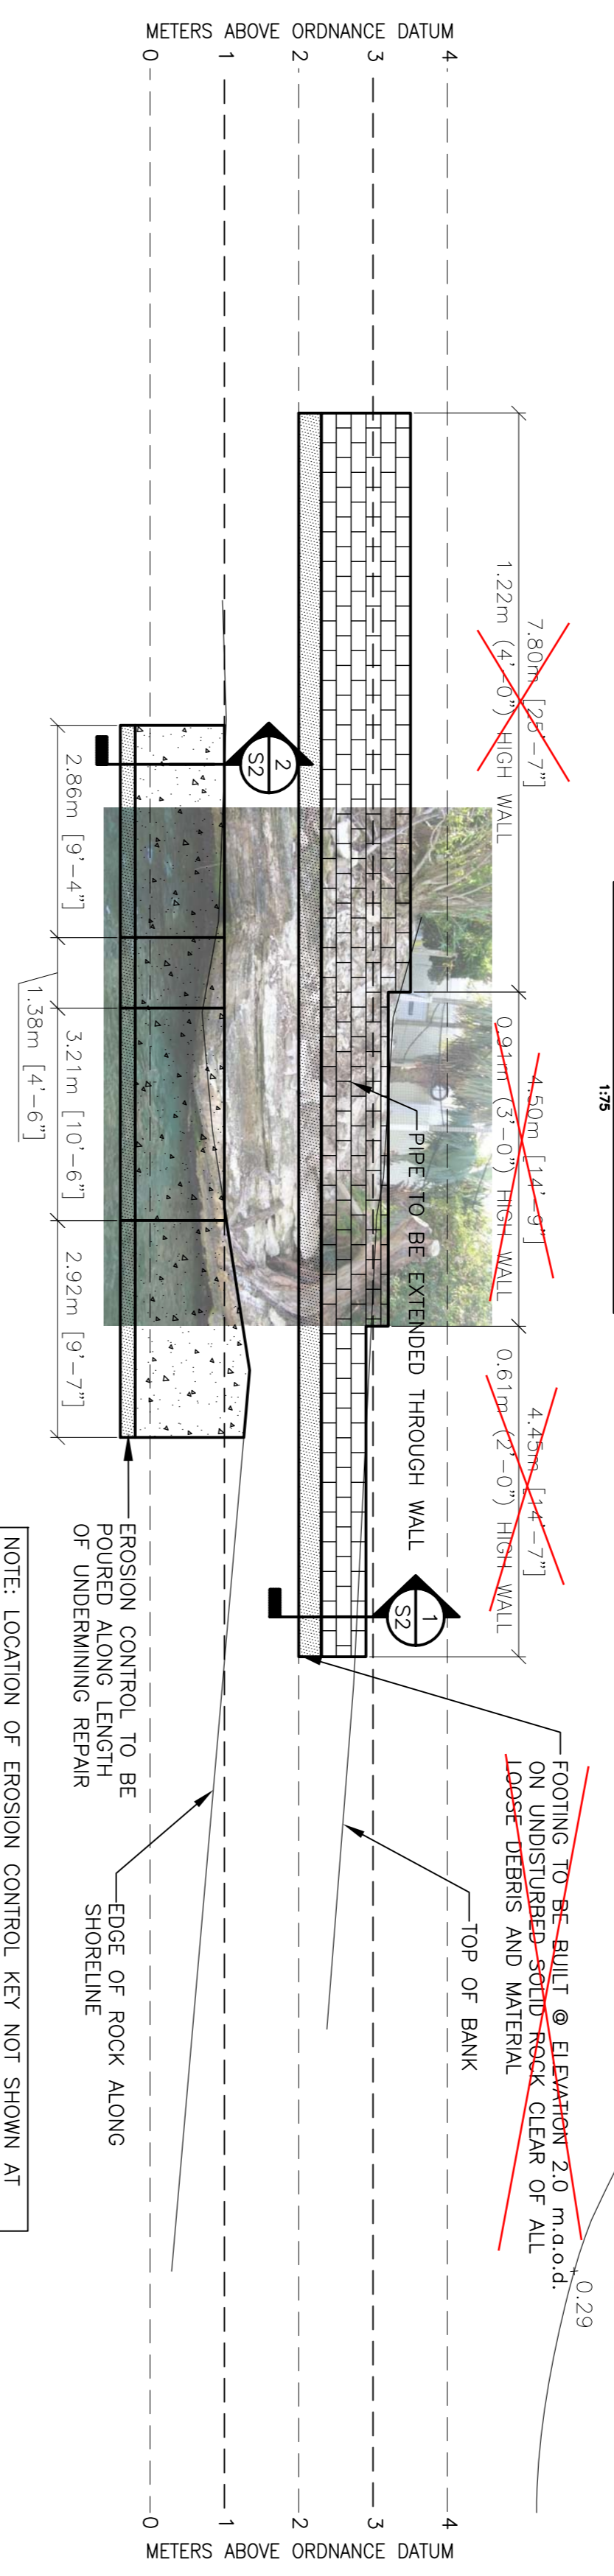 METERS ABOVE ORDNANCE DATUM
4
3
2
1
0
7.80m [25'-7"]
1.22m (4'-0") HIGH WALL
4.50m [14'-9"]
0.91m (3'-0") HIGH WALL
4.45m [14'-7"]
0.61m (2'-0") HIGH WALL
1:75
FOOTING TO BE BUILT @ ELEVATION 2.0 m.a.o.d.
ON UNDISTURBED SOLID ROCK CLEAR OF ALL
LOOSE DEBRIS AND MATERIAL
0.29
PIPE TO BE EXTENDED THROUGH WALL
1
S2
TOP OF BANK
2
S2
2.86m [9'-4"]
3.21m [10'-6"]
2.92m [9'-7"]
1.38m [4'-6"]
EROSION CONTROL TO BE
POURED ALONG LENGTH
OF UNDERMINING REPAIR
EDGE OF ROCK ALONG
SHORELINE
NOTE: LOCATION OF EROSION CONTROL KEY NOT SHOWN AT
4
3
2
1
0
METERS ABOVE ORDNANCE DATUM